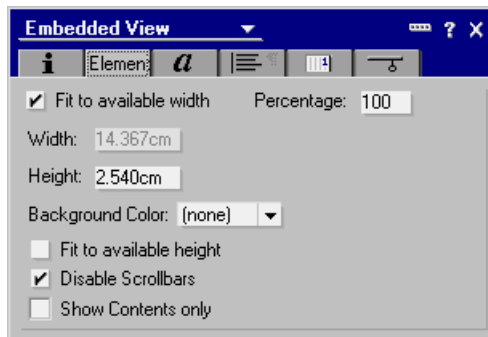 Embedded View ?
i Elemen a 1
Fit to available width Percentage: 100
Width: 14.367cm
Height: 2.540cm
Background Color: (none)
Fit to available height
Disable Scrollbars
Show Contents only